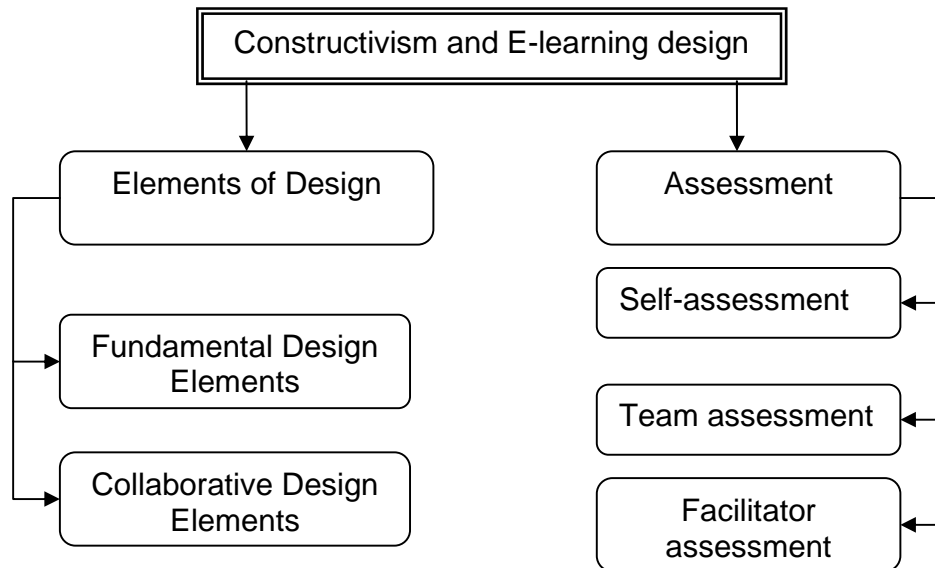 Constructivism and E-learning design
Elements of Design
Fundamental Design
Elements
Collaborative Design
Elements
Assessment
Self-assessment
Team assessment
Facilitator
assessment